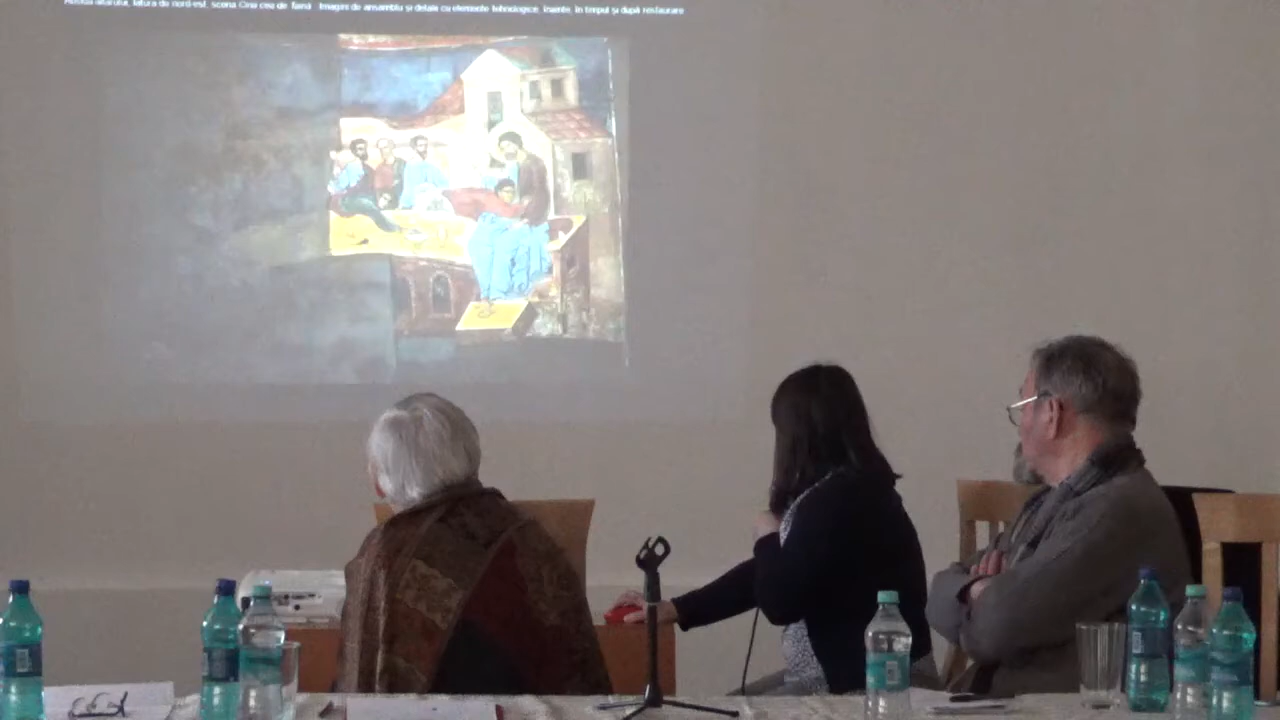 Absida altarului, latura de nord-est, scena Cina cea de Taină . Imagini de ansamblu și detalii cu elemente tehnologice, înainte, în timpul și după restaurare